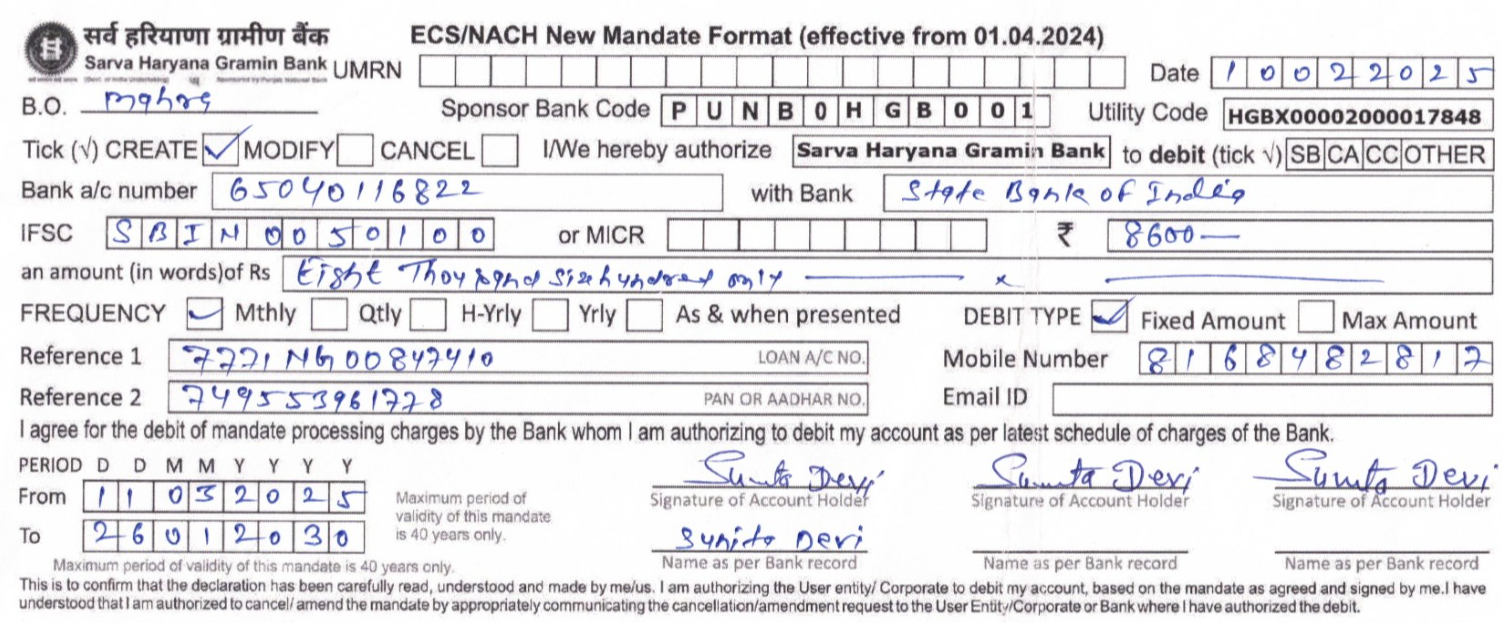 सर्व हरियाणा ग्रामीण बैंक ECS/NACH New Mandate Format (effective from 01.04.2024)
Sarva Haryana Gramin Bank UMRN Date 10022025
B.O. Sponsor Bank Code PUNB0HGB001 Utility Code HGBX00002000017848
Tick (√) CREATE ✓ MODIFY CANCEL I/We hereby authorize Sarva Haryana Gramin Bank to debit (tick √) SB CA CC OTHER
Bank a/c number 65040116822 with Bank State Bank of India
IFSC SBIN0050100 or MICR ₹ 8600—
an amount (in words)of Rs Eight Thousand Six hundred only — x —
FREQUENCY ✓ Mthly Qtly H-Yrly Yrly As & when presented DEBIT TYPE ✓ Fixed Amount Max Amount
Reference 1 7771NG00847410 LOAN A/C NO. Mobile Number 8168482817
Reference 2 749553961778 PAN OR AADHAR NO. Email ID
I agree for the debit of mandate processing charges by the Bank whom I am authorizing to debit my account as per latest schedule of charges of the Bank.
PERIOD D D M M Y Y Y Y
From 11032025
To 26012030
Maximum period of validity of this mandate is 40 years only.
Maximum period of
validity of this mandate
is 40 years only.
Sunita Devi Sunita Devi Sunita Devi
Signature of Account Holder Signature of Account Holder Signature of Account Holder
Sunita Devi
Name as per Bank record Name as per Bank record Name as per Bank record
This is to confirm that the declaration has been carefully read, understood and made by me/us. I am authorizing the User entity/ Corporate to debit my account, based on the mandate as agreed and signed by me.I have
understood that I am authorized to cancel/ amend the mandate by appropriately communicating the cancellation/amendment request to the User Entity/Corporate or Bank where I have authorized the debit.